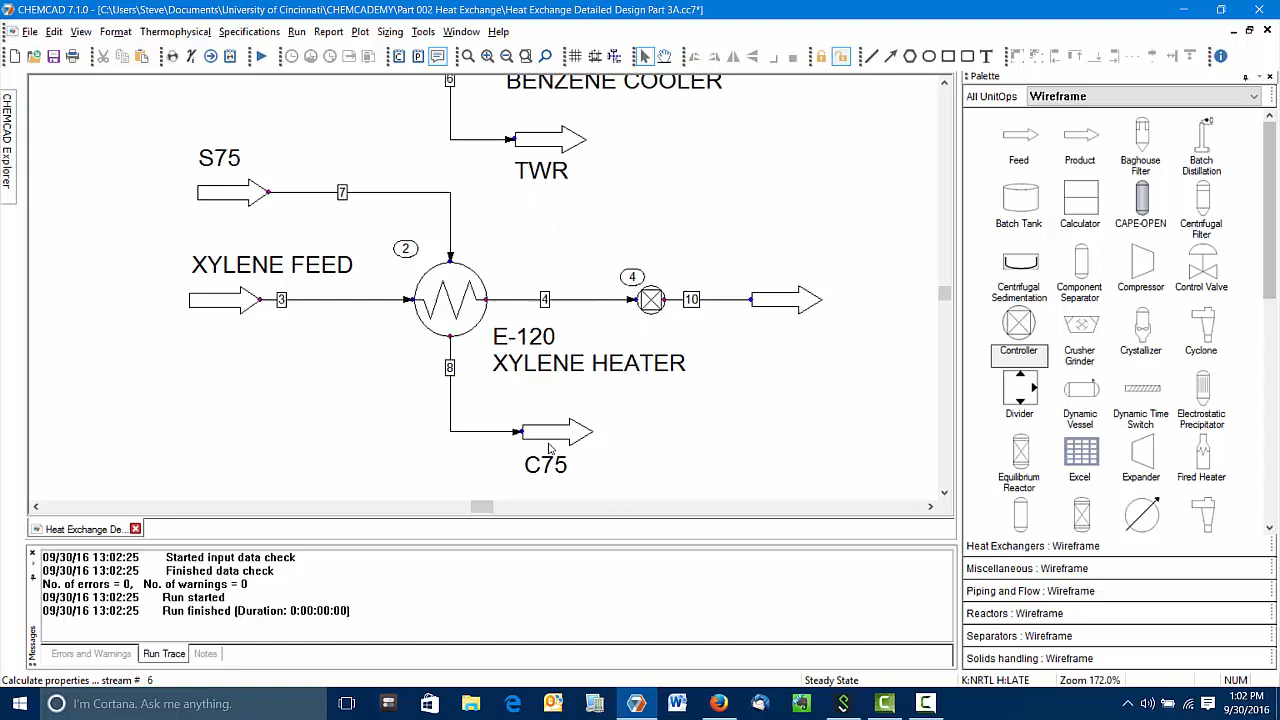 CHEMCAD 7.1.0 - [C:\Users\Steve\Documents\University of Cincinnati\CHEMCADEMY\Part 002 Heat Exchange\Heat Exchange Detailed Design Part 3A.cc7*]
File Edit View Format Thermophysical Specifications Run Report Plot Sizing Tools Window Help
CHEMCAD Explorer
6
BENZENE COOLER
TWR
S75
7
2
XYLENE FEED
3
4
4
10
E-120
XYLENE HEATER
8
C75
Palette
All UnitOps Wireframe
Feed Product Baghouse Filter Batch Distillation
Batch Tank Calculator CAPE-OPEN Centrifugal Filter
Centrifugal Sedimentation Component Separator Compressor Control Valve
Controller Crusher Grinder Crystallizer Cyclone
Divider Dynamic Vessel Dynamic Time Switch Electrostatic Precipitator
Equilibrium Reactor Excel Expander Fired Heater
Heat Exchangers : Wireframe
Miscellaneous : Wireframe
Piping and Flow : Wireframe
Reactors : Wireframe
Separators : Wireframe
Solids handling : Wireframe
Heat Exchange De...
Messages
09/30/16 13:02:25 Started input data check
09/30/16 13:02:25 Finished data check
No. of errors = 0, No. of warnings = 0
09/30/16 13:02:25 Run started
09/30/16 13:02:25 Run finished (Duration: 0:00:00:00)
Errors and Warnings Run Trace Notes
Calculate properties ... stream # 6 Steady State K:NRTL H:LATE Zoom 172.0% NUM
I'm Cortana. Ask me anything.
1:02 PM
9/30/2016